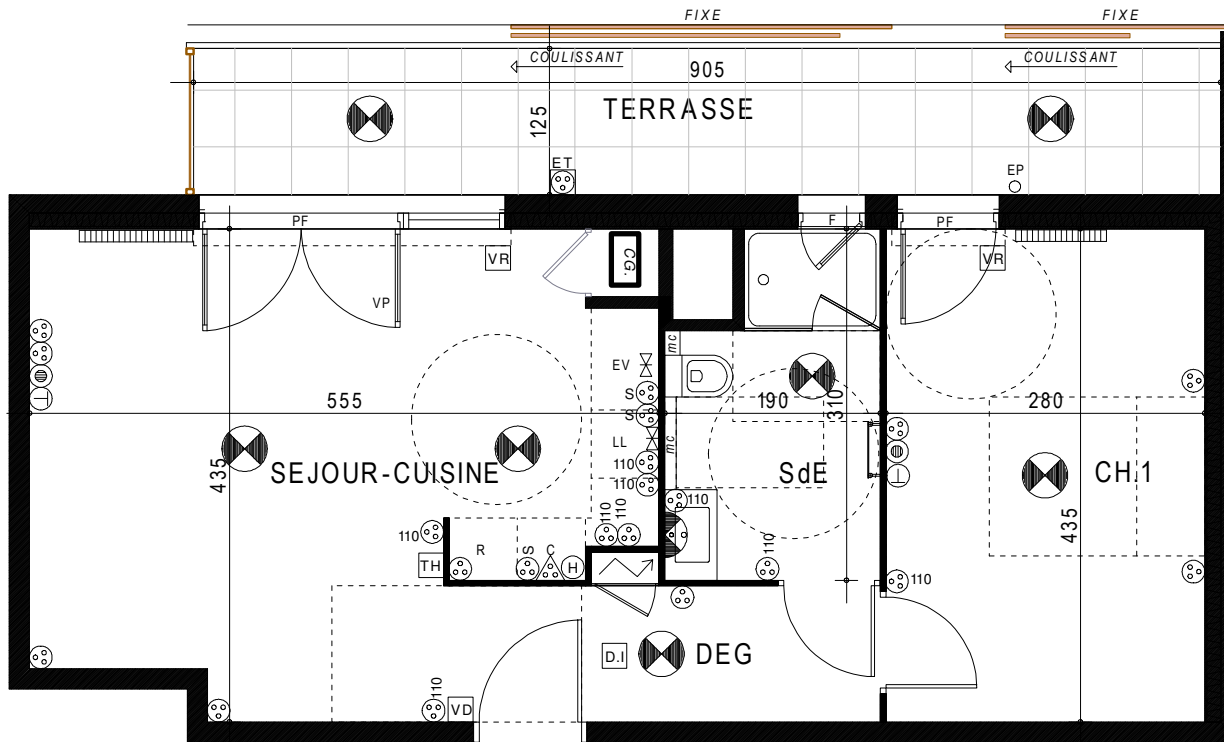 FIXE
FIXE
COULISSANT
COULISSANT
905
TERRASSE
125
ET
EP
PF
F
PF
CG.
VR
VR
VP
mc
EV
S
555
190
310
280
S
LL
mc
435
SEJOUR-CUISINE
110
SdE
CH.1
110
110
110
110
435
110
R
S
C
110
TH
H
110
D.I
DEG
110
VD